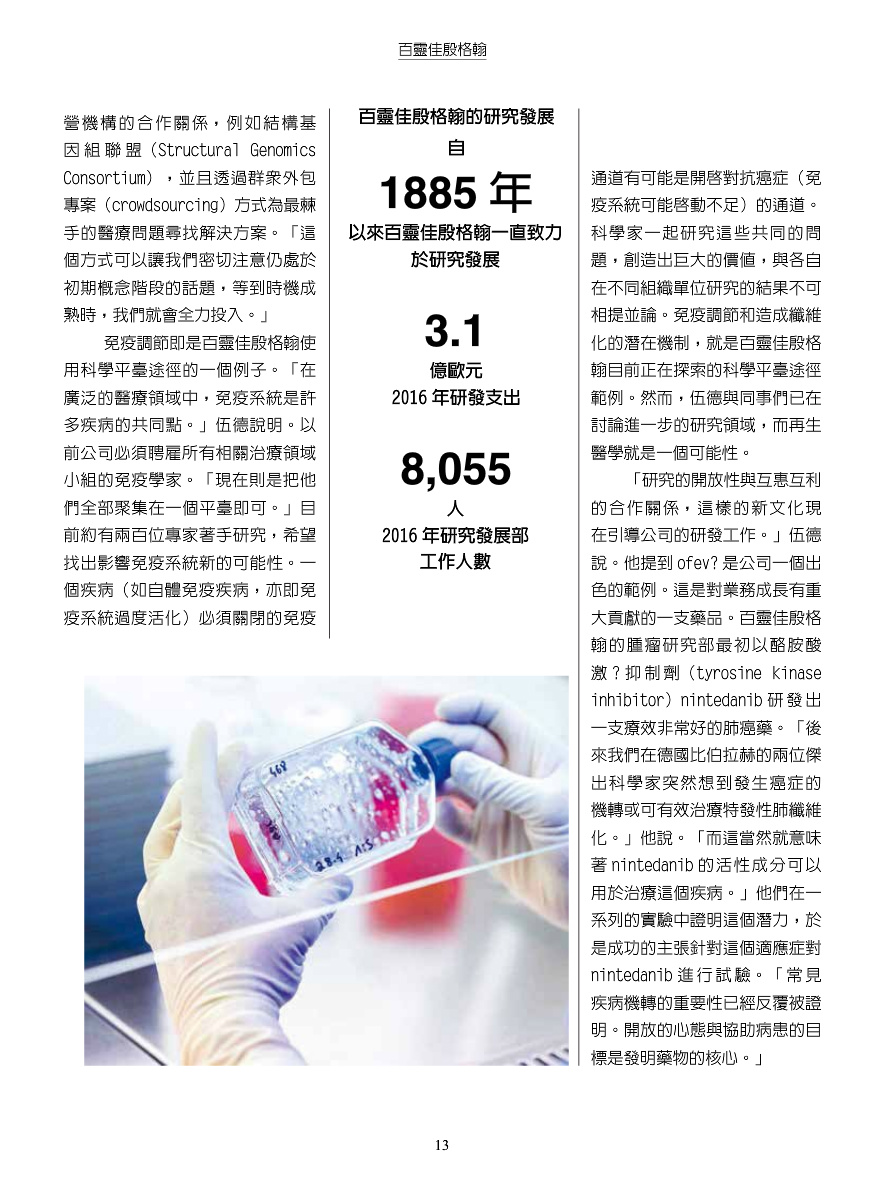 百靈佳殷格翰
營機構的合作關係，例如結構基
因組聯盟（Structural Genomics
Consortium），並且透過群眾外包
專案（crowdsourcing）方式為最棘
手的醫療問題尋找解決方案。「這
個方式可以讓我們密切注意仍處於
初期概念階段的話題，等到時機成
熟時，我們就會全力投入。」
免疫調節即是百靈佳殷格翰使
用科學平臺途徑的一個例子。「在
廣泛的醫療領域中，免疫系統是許
多疾病的共同點。」伍德說明。以
前公司必須聘雇所有相關治療領域
小組的免疫學家。「現在則是把他
們全部聚集在一個平臺即可。」目
前約有兩百位專家著手研究，希望
找出影響免疫系統新的可能性。一
個疾病（如自體免疫疾病，亦即免
疫系統過度活化）必須關閉的免疫
百靈佳殷格翰的研究發展
自
1885 年
以來百靈佳殷格翰一直致力
於研究發展
3.1
億歐元
2016 年研發支出
8,055
人
2016 年研究發展部
工作人數
通道有可能是開啓對抗癌症（免
疫系統可能啓動不足）的通道。
科學家一起研究這些共同的問
題，創造出巨大的價值，與各自
在不同組織單位研究的結果不可
相提並論。免疫調節和造成纖維
化的潛在機制，就是百靈佳殷格
翰目前正在探索的科學平臺途徑
範例。然而，伍德與同事們已在
討論進一步的研究領域，而再生
醫學就是一個可能性。
「研究的開放性與互惠互利
的合作關係，這樣的新文化現
在引導公司的研發工作。」伍德
說。他提到 ofev? 是公司一個出
色的範例。這是對業務成長有重
大貢獻的一支藥品。百靈佳殷格
翰的腫瘤研究部最初以酪胺酸
激?抑制劑（tyrosine kinase
inhibitor）nintedanib 研發出
一支療效非常好的肺癌藥。「後
來我們在德國比伯拉赫的兩位傑
出科學家突然想到發生癌症的
機轉或可有效治療特發性肺纖維
化。」他說。「而這當然就意味
著 nintedanib 的活性成分可以
用於治療這個疾病。」他們在一
系列的實驗中證明這個潛力，於
是成功的主張針對這個適應症對
nintedanib 進行試驗。「常見
疾病機轉的重要性已經反覆被證
明。開放的心態與協助病患的目
標是發明藥物的核心。」
468
28.4 1:5
13